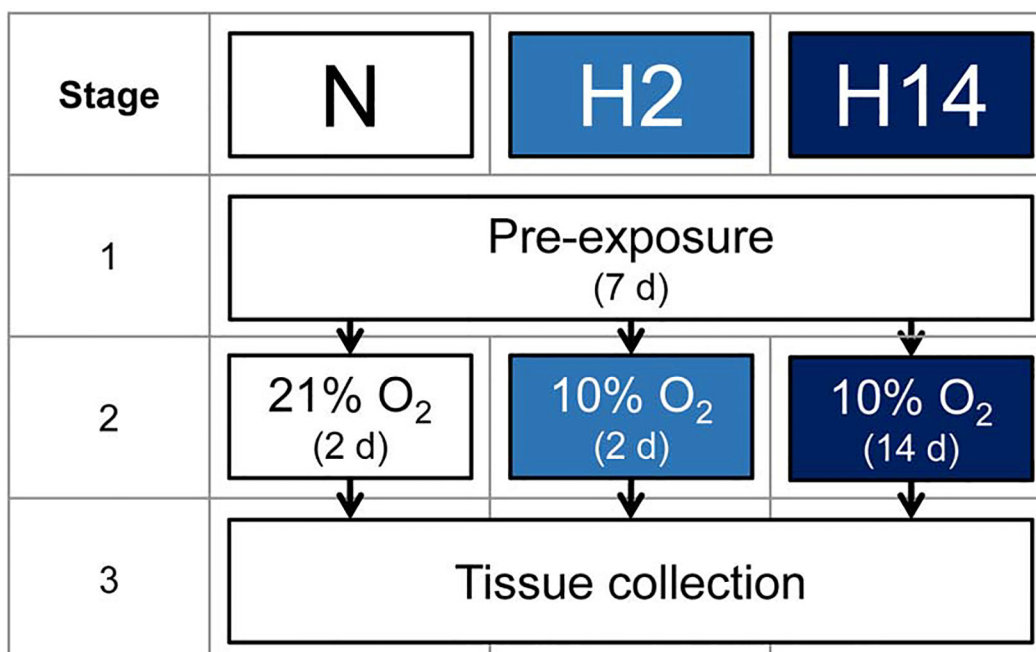 Stage
N
H2
H14
1
Pre-exposure
(7 d)
2
21% O₂
(2 d)
10% O₂
(2 d)
10% O₂
(14 d)
3
Tissue collection